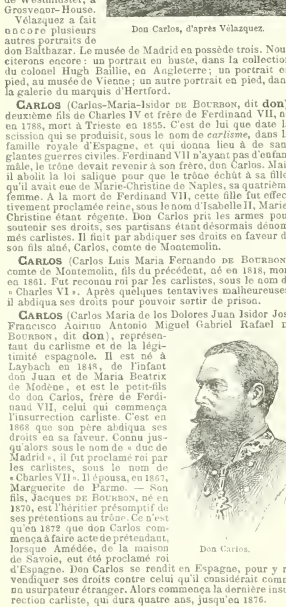 de Westminster, à
Grosvenor-House.
Vélazquez a fait
encore plusieurs
autres portraits de
don Balthazar. Le musée de Madrid en possède trois. Nou
citerons encore : un portrait en buste, dans la collection
du colonel Hugh Baillie, en Angleterre; un portrait en
pied, au musée de Vienne; un autre portrait en pied, dan
la galerie du marquis d'Hertford.
Don Carlos, d'après Vélazquez.
CARLOS (Carlos-Maria-Isidor DE BOURBON, dit don)
deuxième fils de Charles IV et frère de Ferdinand VII, n
en 1788, mort à Trieste en 1855. C'est de lui que date l
scission qui se produisit, sous le nom de carlisme, dans l
famille royale d'Espagne, et qui donna lieu à de san
glantes guerres civiles. Ferdinand VII n'ayant pas d'enfan
mâle, le trône devait revenir à son frère, don Carlos. Mai
il abolit la loi salique pour que le trône échût à sa fille
qu'il avait eue de Marie-Christine de Naples, sa quatrièm
femme. A la mort de Ferdinand VII, cette fille fut effec
tivement proclamée reine, sous le nom d'Isabelle II, Marie
Christine étant régente. Don Carlos prit les armes pou
soutenir ses droits, ses partisans étant désormais dénom
més carlistes. Il finit par abdiquer ses droits en faveur d
son fils aîné, Carlos, comte de Montemolin.
CARLOS (Carlos Luis Maria Fernando DE BOURBON
comte de Montemolin, fils du précédent, né en 1818, mor
en 1861. Fut reconnu roi par les carlistes, sous le nom d
« Charles VI ». Après quelques tentatives malheureuses
il abdiqua ses droits pour pouvoir sortir de prison.
CARLOS (Carlos Maria de los Dolores Juan Isidor Jos
Francisco Antonio Miguel Gabriel Rafael D
BOURBON, dit don), représen-
tant du carlisme et de la légi-
timité espagnole. Il est né à
Laybach en 1848, de l'infant
don Juan et de Maria Beatrix
de Modène, et est le petit-fils
de don Carlos, frère de Ferdi-
nand VII, celui qui commença
l'insurrection carliste. C'est en
1868 que son père abdiqua ses
droits en sa faveur. Connu jus-
qu'alors sous le nom de « duc de
Madrid », il fut proclamé roi par
les carlistes, sous le nom de
« Charles VII ». Il épousa, en 1867,
Marguerite de Parme. — Son
fils, Jacques DE BOURBON, né en
1870, est l'héritier présomptif de
ses prétentions au trône. Ce n'est
qu'en 1872 que don Carlos com-
mença à faire acte de prétendant,
lorsque Amédée, de la maison
de Savoie, eut été proclamé roi
d'Espagne. Don Carlos se rendit en Espagne, pour y r
vendiquer ses droits contre celui qu'il considérait comm
un usurpateur étranger. Alors commença la dernière insu
rection carliste, qui dura quatre ans, jusqu'en 1876.
Don Carlos.